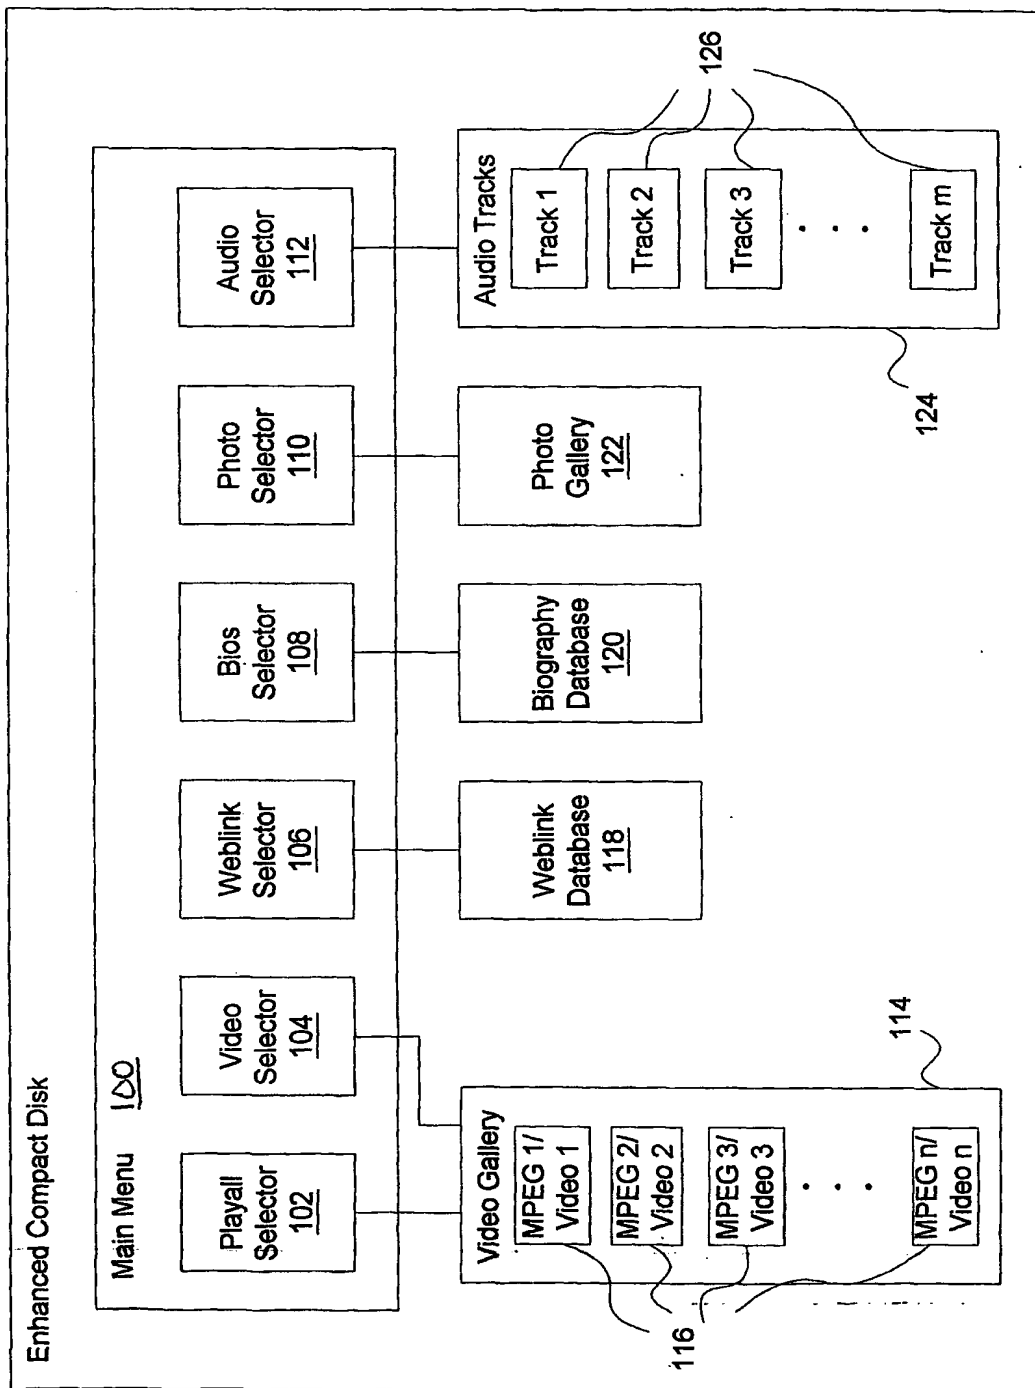 Enhanced Compact Disk
Main Menu 100
Playall
Selector
102
Video
Selector
104
Weblink
Selector
106
Bios
Selector
108
Photo
Selector
110
Audio
Selector
112
Video Gallery
MPEG 1/
Video 1
MPEG 2/
Video 2
MPEG 3/
Video 3
. . .
MPEG n/
Video n
116
114
Weblink
Database
118
Biography
Database
120
Photo
Gallery
122
Audio Tracks
Track 1
Track 2
Track 3
. . .
Track m
124
126